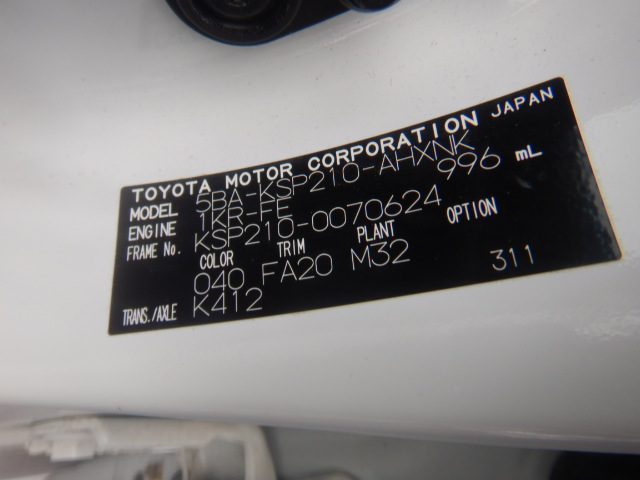 TOYOTA MOTOR CORPORATION JAPAN
MODEL 5BA-KSP210-AHXNK
ENGINE 1KR-FE 996 mL
FRAME No. KSP210-0070624
COLOR TRIM PLANT OPTION
040 FA20 M32 311
TRANS./AXLE K412